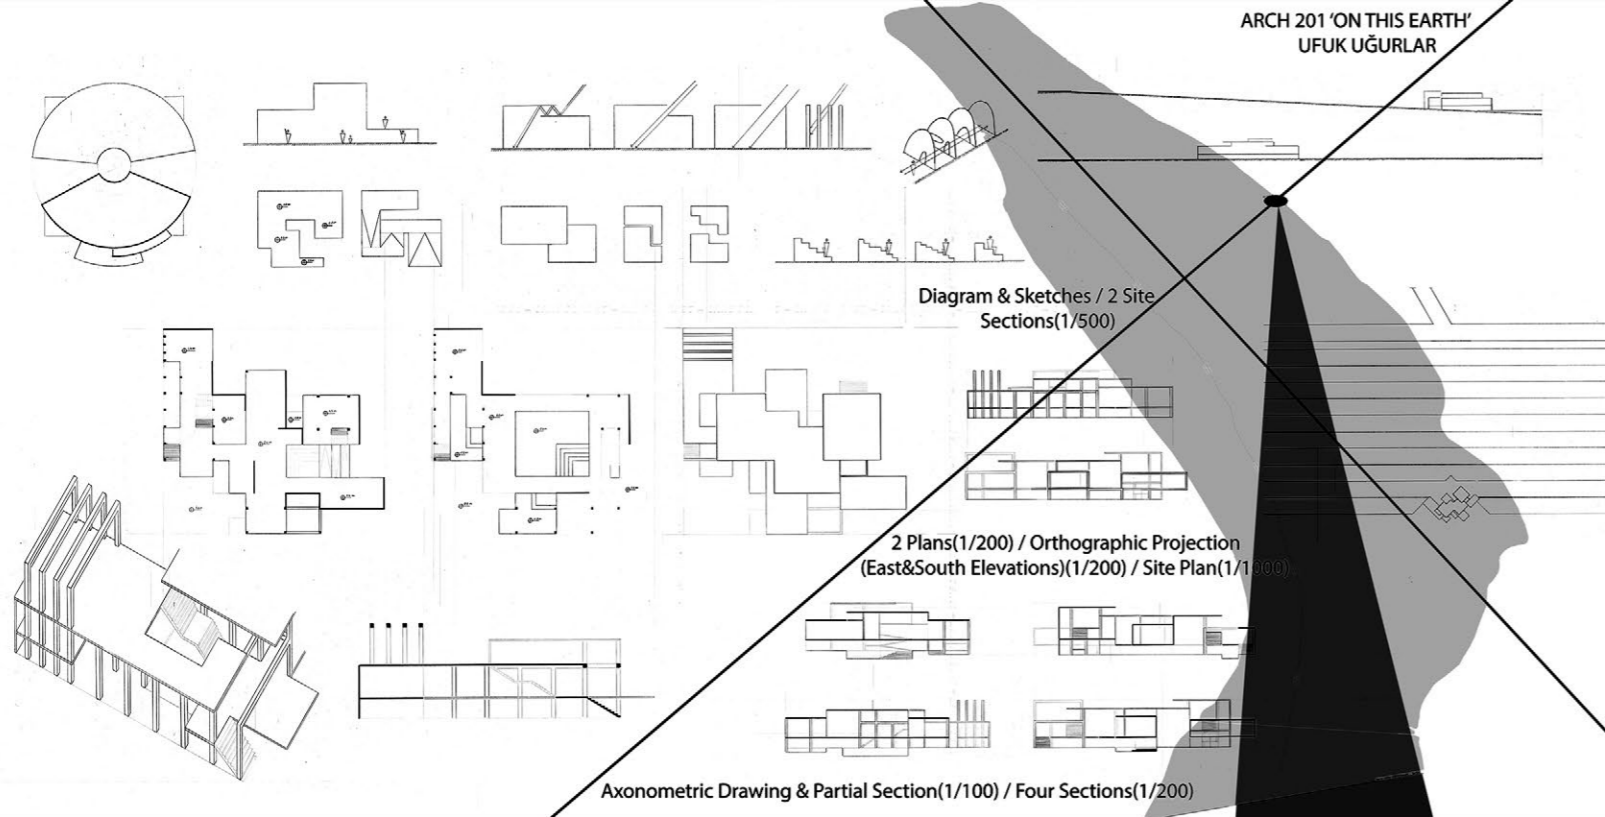 ARCH 201 'ON THIS EARTH'
UFUK UĞURLAR
Diagram & Sketches / 2 Site
Sections(1/500)
2 Plans(1/200) / Orthographic Projection
(East&South Elevations)(1/200) / Site Plan(1/1000)
Axonometric Drawing & Partial Section(1/100) / Four Sections(1/200)